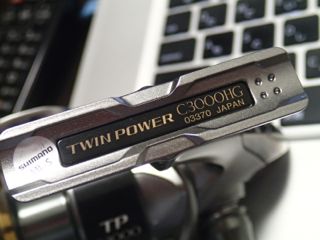 TWIN POWER C3000HG
03370 JAPAN
SHIMANO
TP